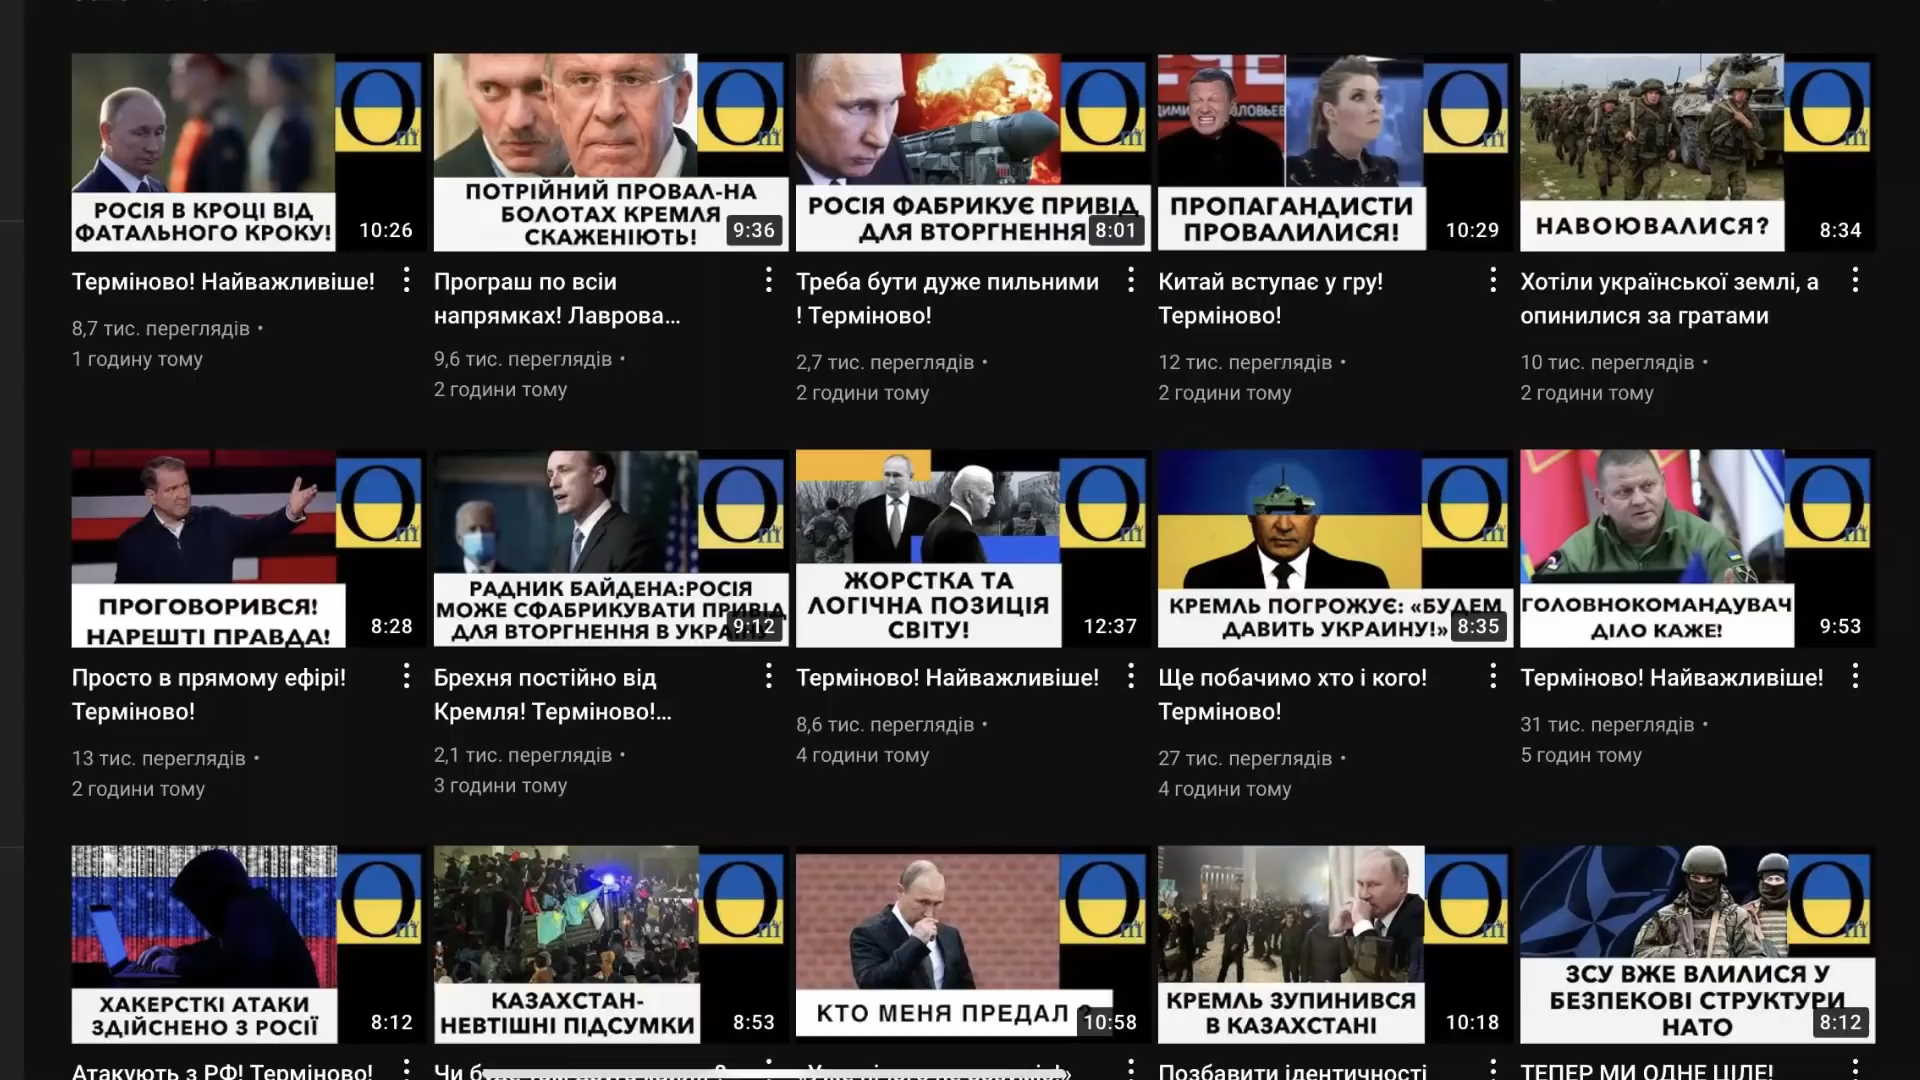 РОСІЯ В КРОЦІ ВІД
ФАТАЛЬНОГО КРОКУ!
10:26
Терміново! Найважливіше!
8,7 тис. переглядів •
1 годину тому
ПОТРІЙНИЙ ПРОВАЛ-НА
БОЛОТАХ КРЕМЛЯ
СКАЖЕНІЮТЬ!
9:36
Програш по всіи
напрямках! Лаврова...
9,6 тис. переглядів •
2 години тому
РОСІЯ ФАБРИКУЄ ПРИВІД
ДЛЯ ВТОРГНЕННЯ
8:01
Треба бути дуже пильними
! Терміново!
2,7 тис. переглядів •
2 години тому
ПРОПАГАНДИСТИ
ПРОВАЛИЛИСЯ!
10:29
Китай вступає у гру!
Терміново!
12 тис. переглядів •
2 години тому
НАВОЮВАЛИСЯ?
8:34
Хотіли української землі, а
опинилися за гратами
10 тис. переглядів •
2 години тому
ПРОГОВОРИВСЯ!
НАРЕШТІ ПРАВДА!
8:28
Просто в прямому ефірі!
Терміново!
13 тис. переглядів •
2 години тому
РАДНИК БАЙДЕНА:РОСІЯ
МОЖЕ СФАБРИКУВАТИ ПРИВІД
ДЛЯ ВТОРГНЕННЯ В
9:12
Брехня постійно від
Кремля! Терміново!...
2,1 тис. переглядів •
3 години тому
ЖОРСТКА ТА
ЛОГІЧНА ПОЗИЦІЯ
СВІТУ!
12:37
Терміново! Найважливіше!
8,6 тис. переглядів •
4 години тому
КРЕМЛЬ ПОГРОЖУЄ: «БУДЕМ
ДАВИТЬ УКРАИНУ!»
8:35
Ще побачимо хто і кого!
Терміново!
27 тис. переглядів •
4 години тому
ГОЛОВНОКОМАНДУВАЧ
ДІЛО КАЖЕ!
9:53
Терміново! Найважливіше!
31 тис. переглядів •
5 годин тому
ХАКЕРСТКІ АТАКИ
ЗДІЙСНЕНО З РОСІЇ
8:12
Атакують з РФ! Терміново!
КАЗАХСТАН-
НЕВТІШНІ ПІДСУМКИ
8:53
Чи
КТО МЕНЯ ПРЕДАЛ ?
10:58
КРЕМЛЬ ЗУПИНИВСЯ
В КАЗАХСТАНІ
10:18
Позбавити ідентичності
ЗСУ ВЖЕ ВЛИЛИСЯ У
БЕЗПЕКОВІ СТРУКТУРИ
НАТО
8:12
ТЕПЕР МИ ОДНЕ ЦІЛЕ!